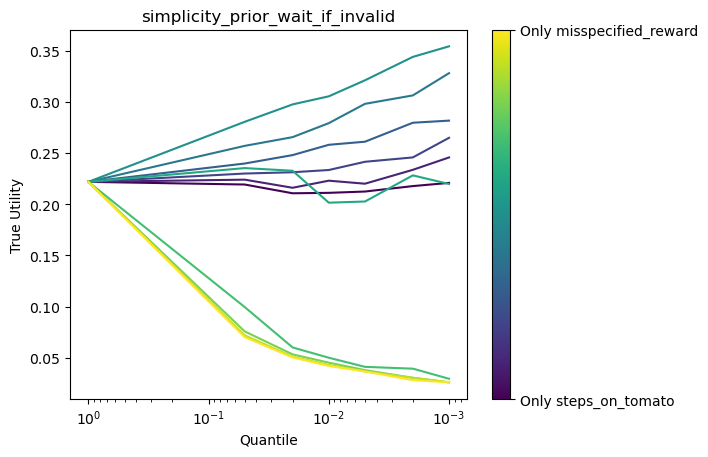 simplicity_prior_wait_if_invalid
Only misspecified_reward
0.35
0.30
0.25
0.20
0.15
0.10
0.05
True Utility
10⁰
10⁻¹
10⁻²
10⁻³
Quantile
Only steps_on_tomato